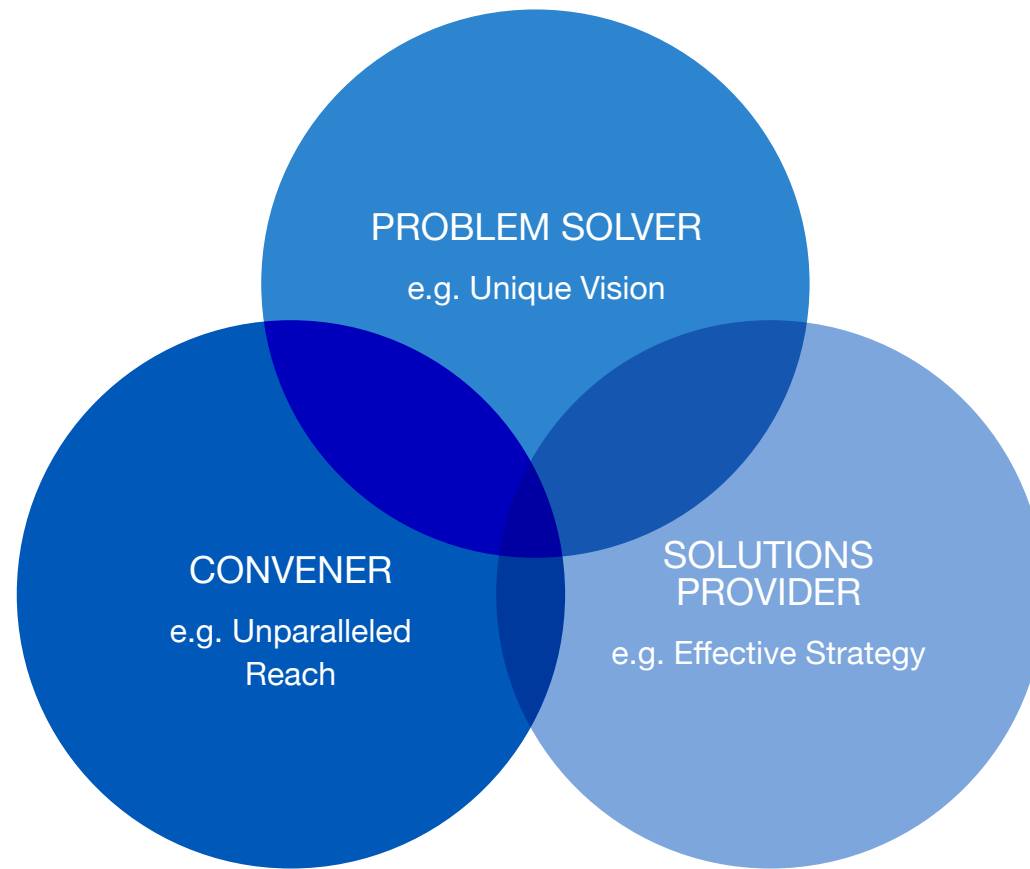 PROBLEM SOLVER
e.g. Unique Vision
CONVENER
e.g. Unparalleled
Reach
SOLUTIONS
PROVIDER
e.g. Effective Strategy